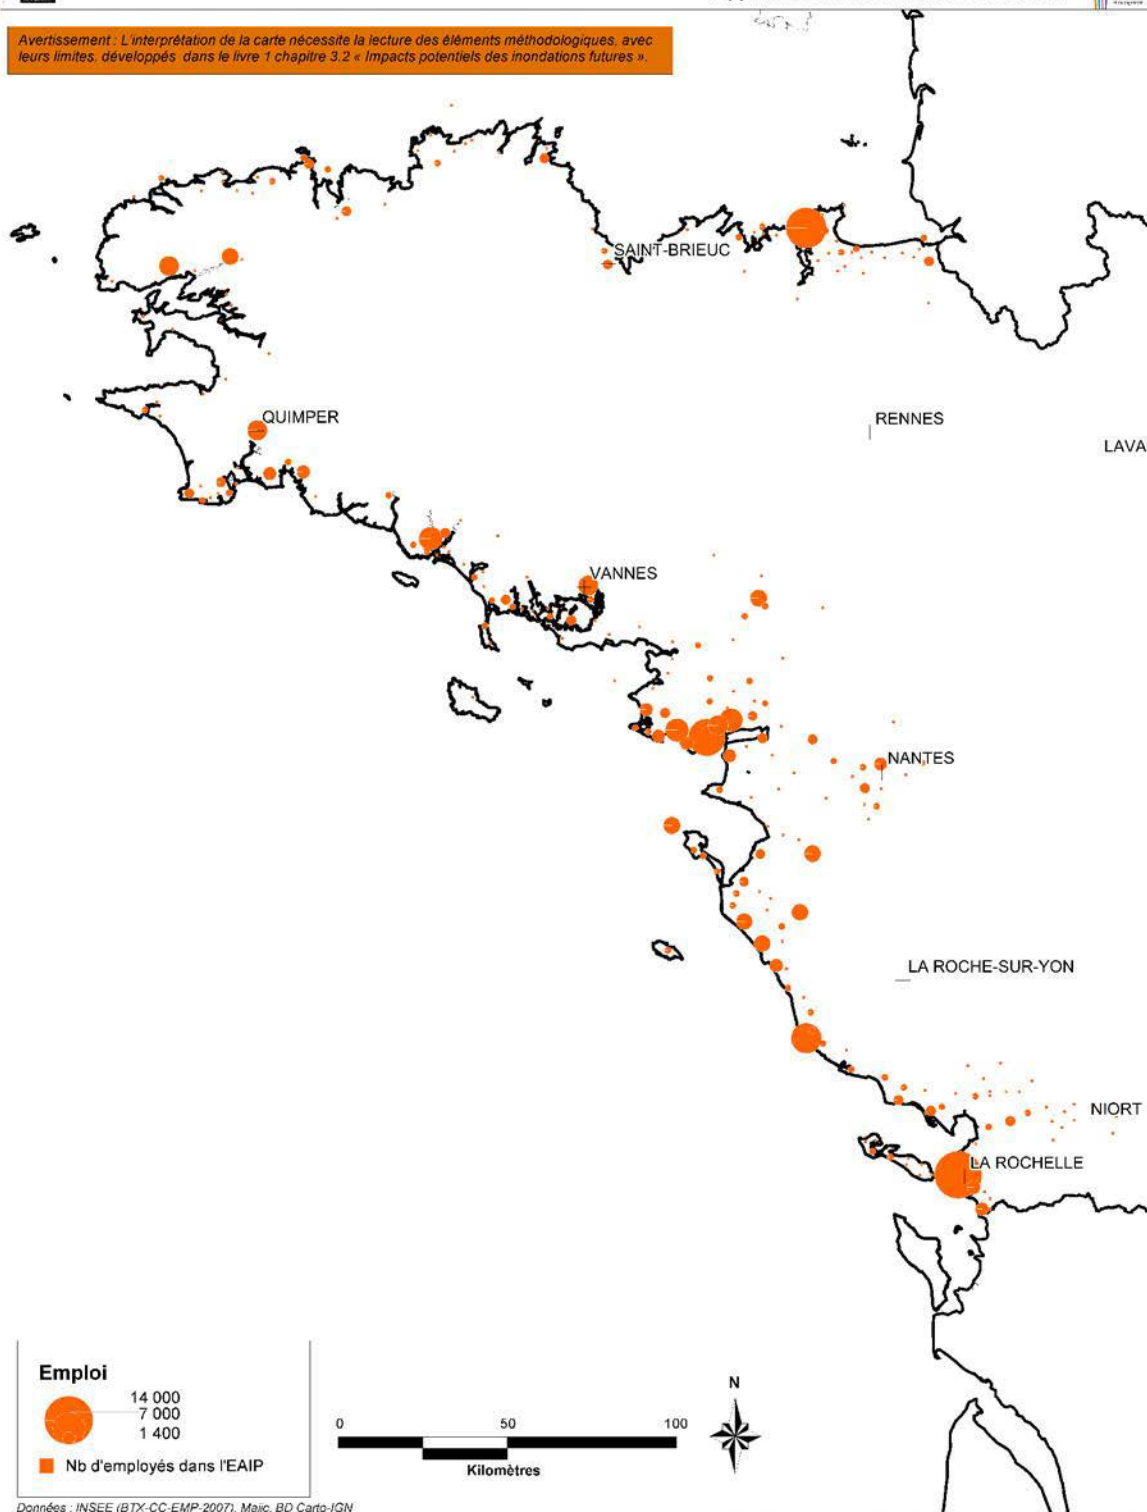 Avertissement : L'interprétation de la carte nécessite la lecture des éléments méthodologiques, avec
leurs limites, développés dans le livre 1 chapitre 3.2 « Impacts potentiels des inondations futures ».
SAINT-BRIEUC
QUIMPER
RENNES
LAVA
VANNES
NANTES
LA ROCHE-SUR-YON
NIORT
LA ROCHELLE
Emploi
14 000
7 000
1 400
Nb d'employés dans l'EAIP
0 50 100
Kilomètres
N
Données : INSEE (BTX-CC-EMP-2007), Majic, BD Carto-IGN